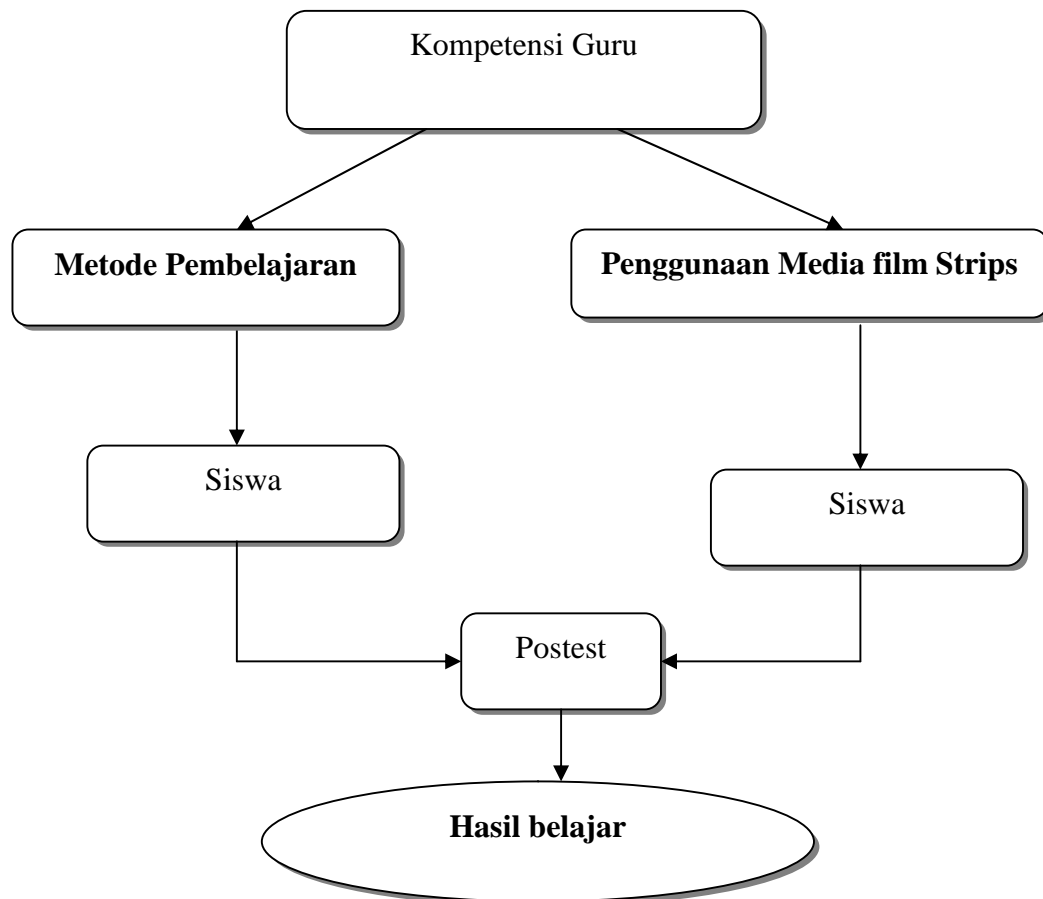 Kompetensi Guru
Metode Pembelajaran
Penggunaan Media film Strips
Siswa
Siswa
Postest
Hasil belajar